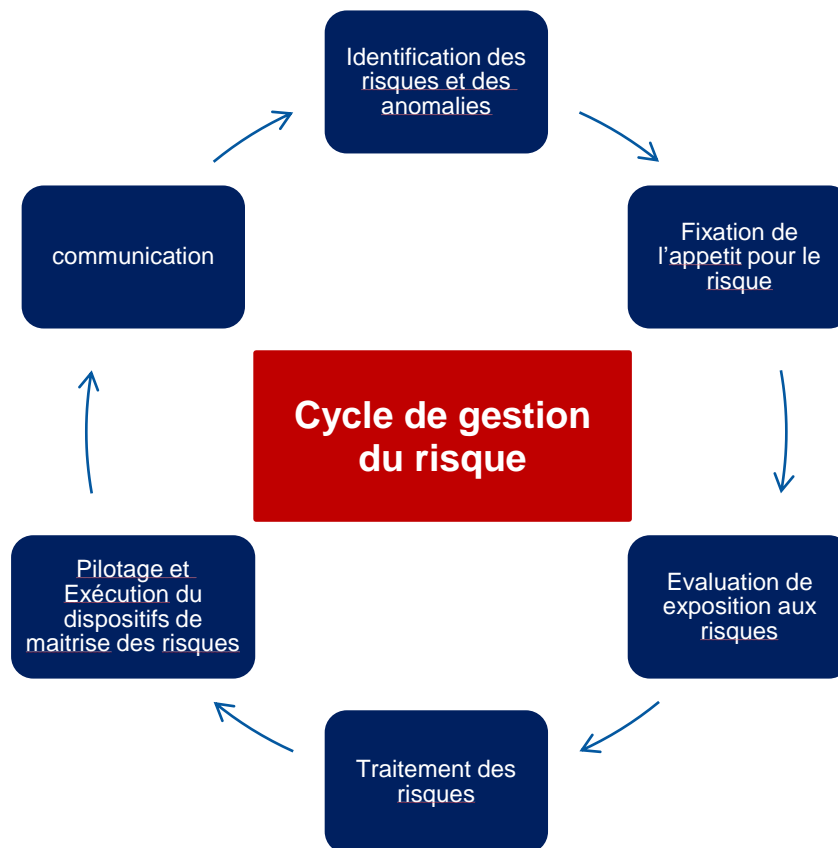 Identification des
risques et des
anomalies
Fixation de
l’appetit pour le
risque
Evaluation de
exposition aux
risques
Traitement des
risques
Pilotage et
Exécution du
dispositifs de
maitrise des risques
communication
Cycle de gestion
du risque